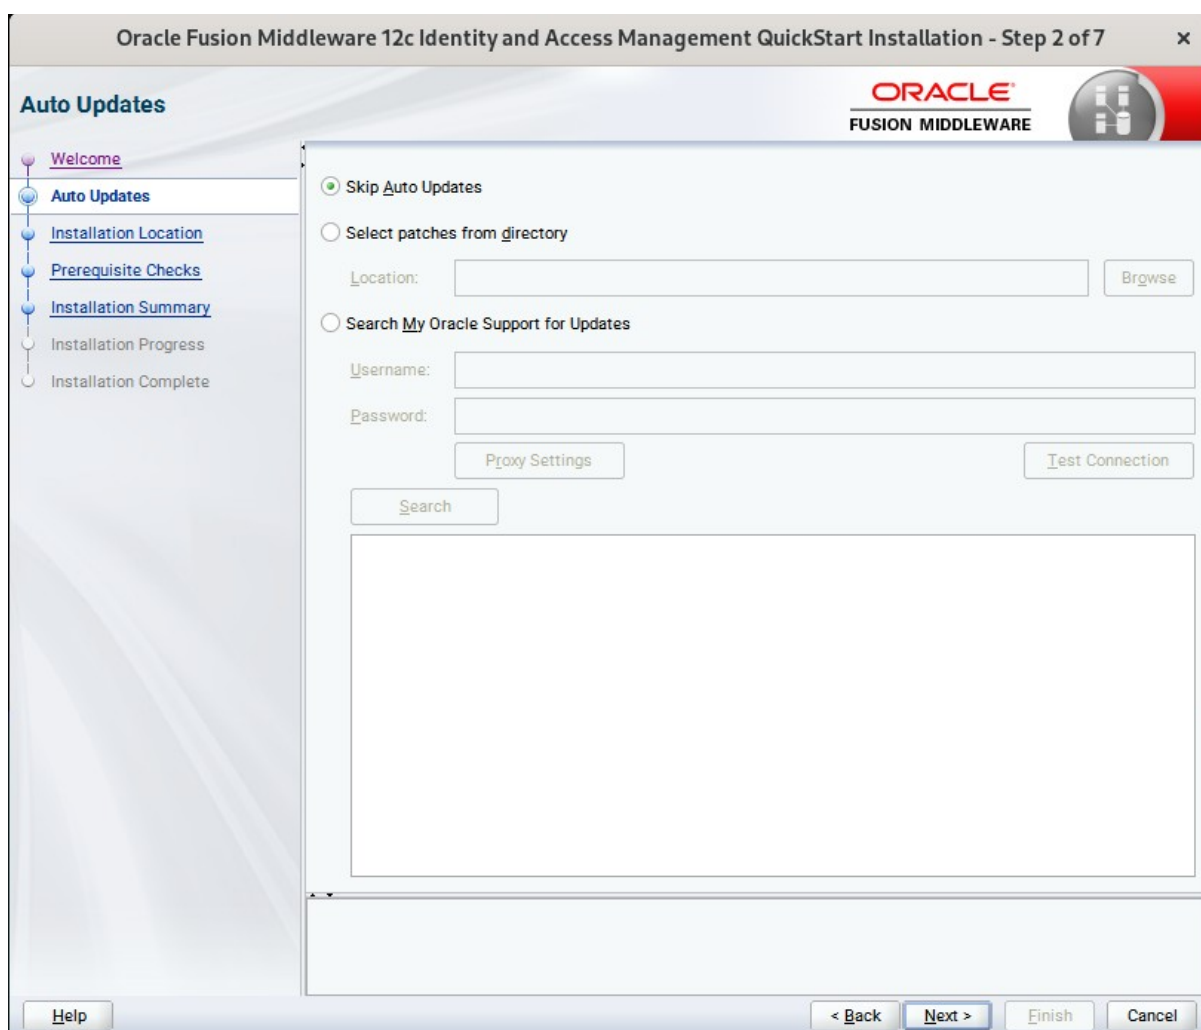 Oracle Fusion Middleware 12c Identity and Access Management QuickStart Installation - Step 2 of 7
Auto Updates
ORACLE
FUSION MIDDLEWARE
Welcome
Auto Updates
Installation Location
Prerequisite Checks
Installation Summary
Installation Progress
Installation Complete
Skip Auto Updates
Select patches from directory
Location:
Browse
Search My Oracle Support for Updates
Username:
Password:
Proxy Settings
Test Connection
Search
Help
< Back
Next >
Finish
Cancel